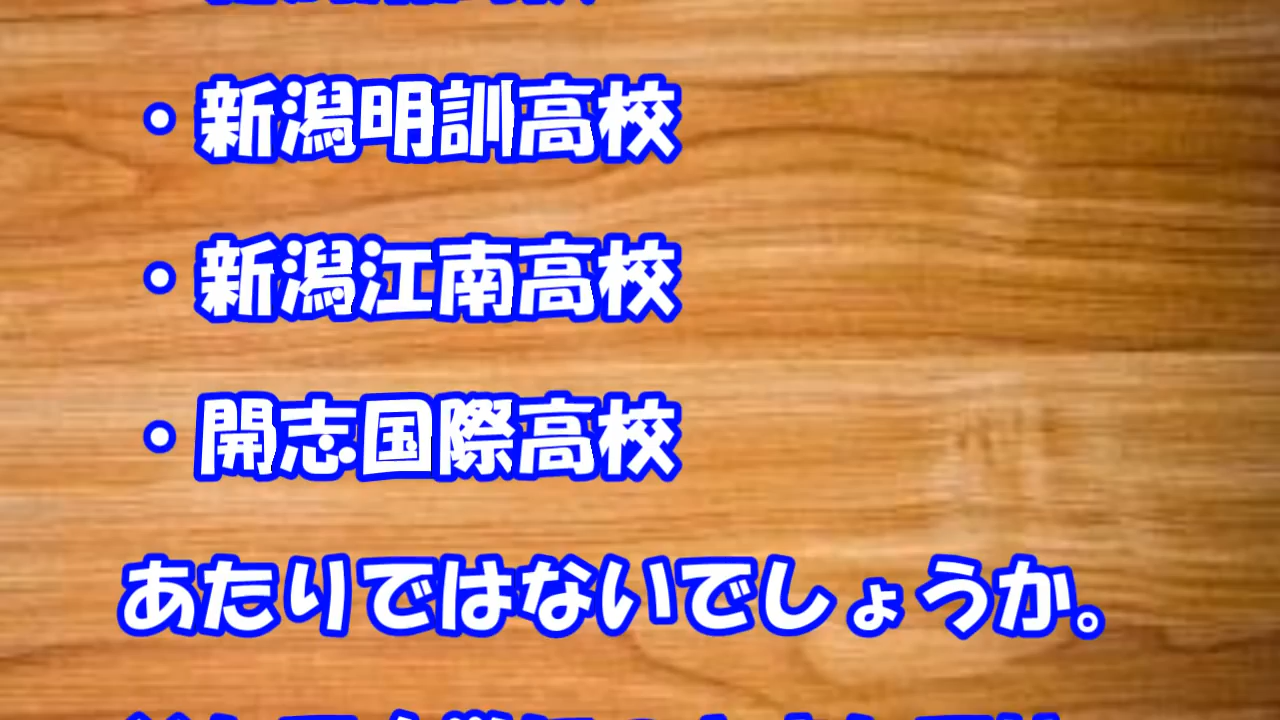 ・新潟明訓高校
・新潟江南高校
・開志国際高校
あたりではないでしょうか。